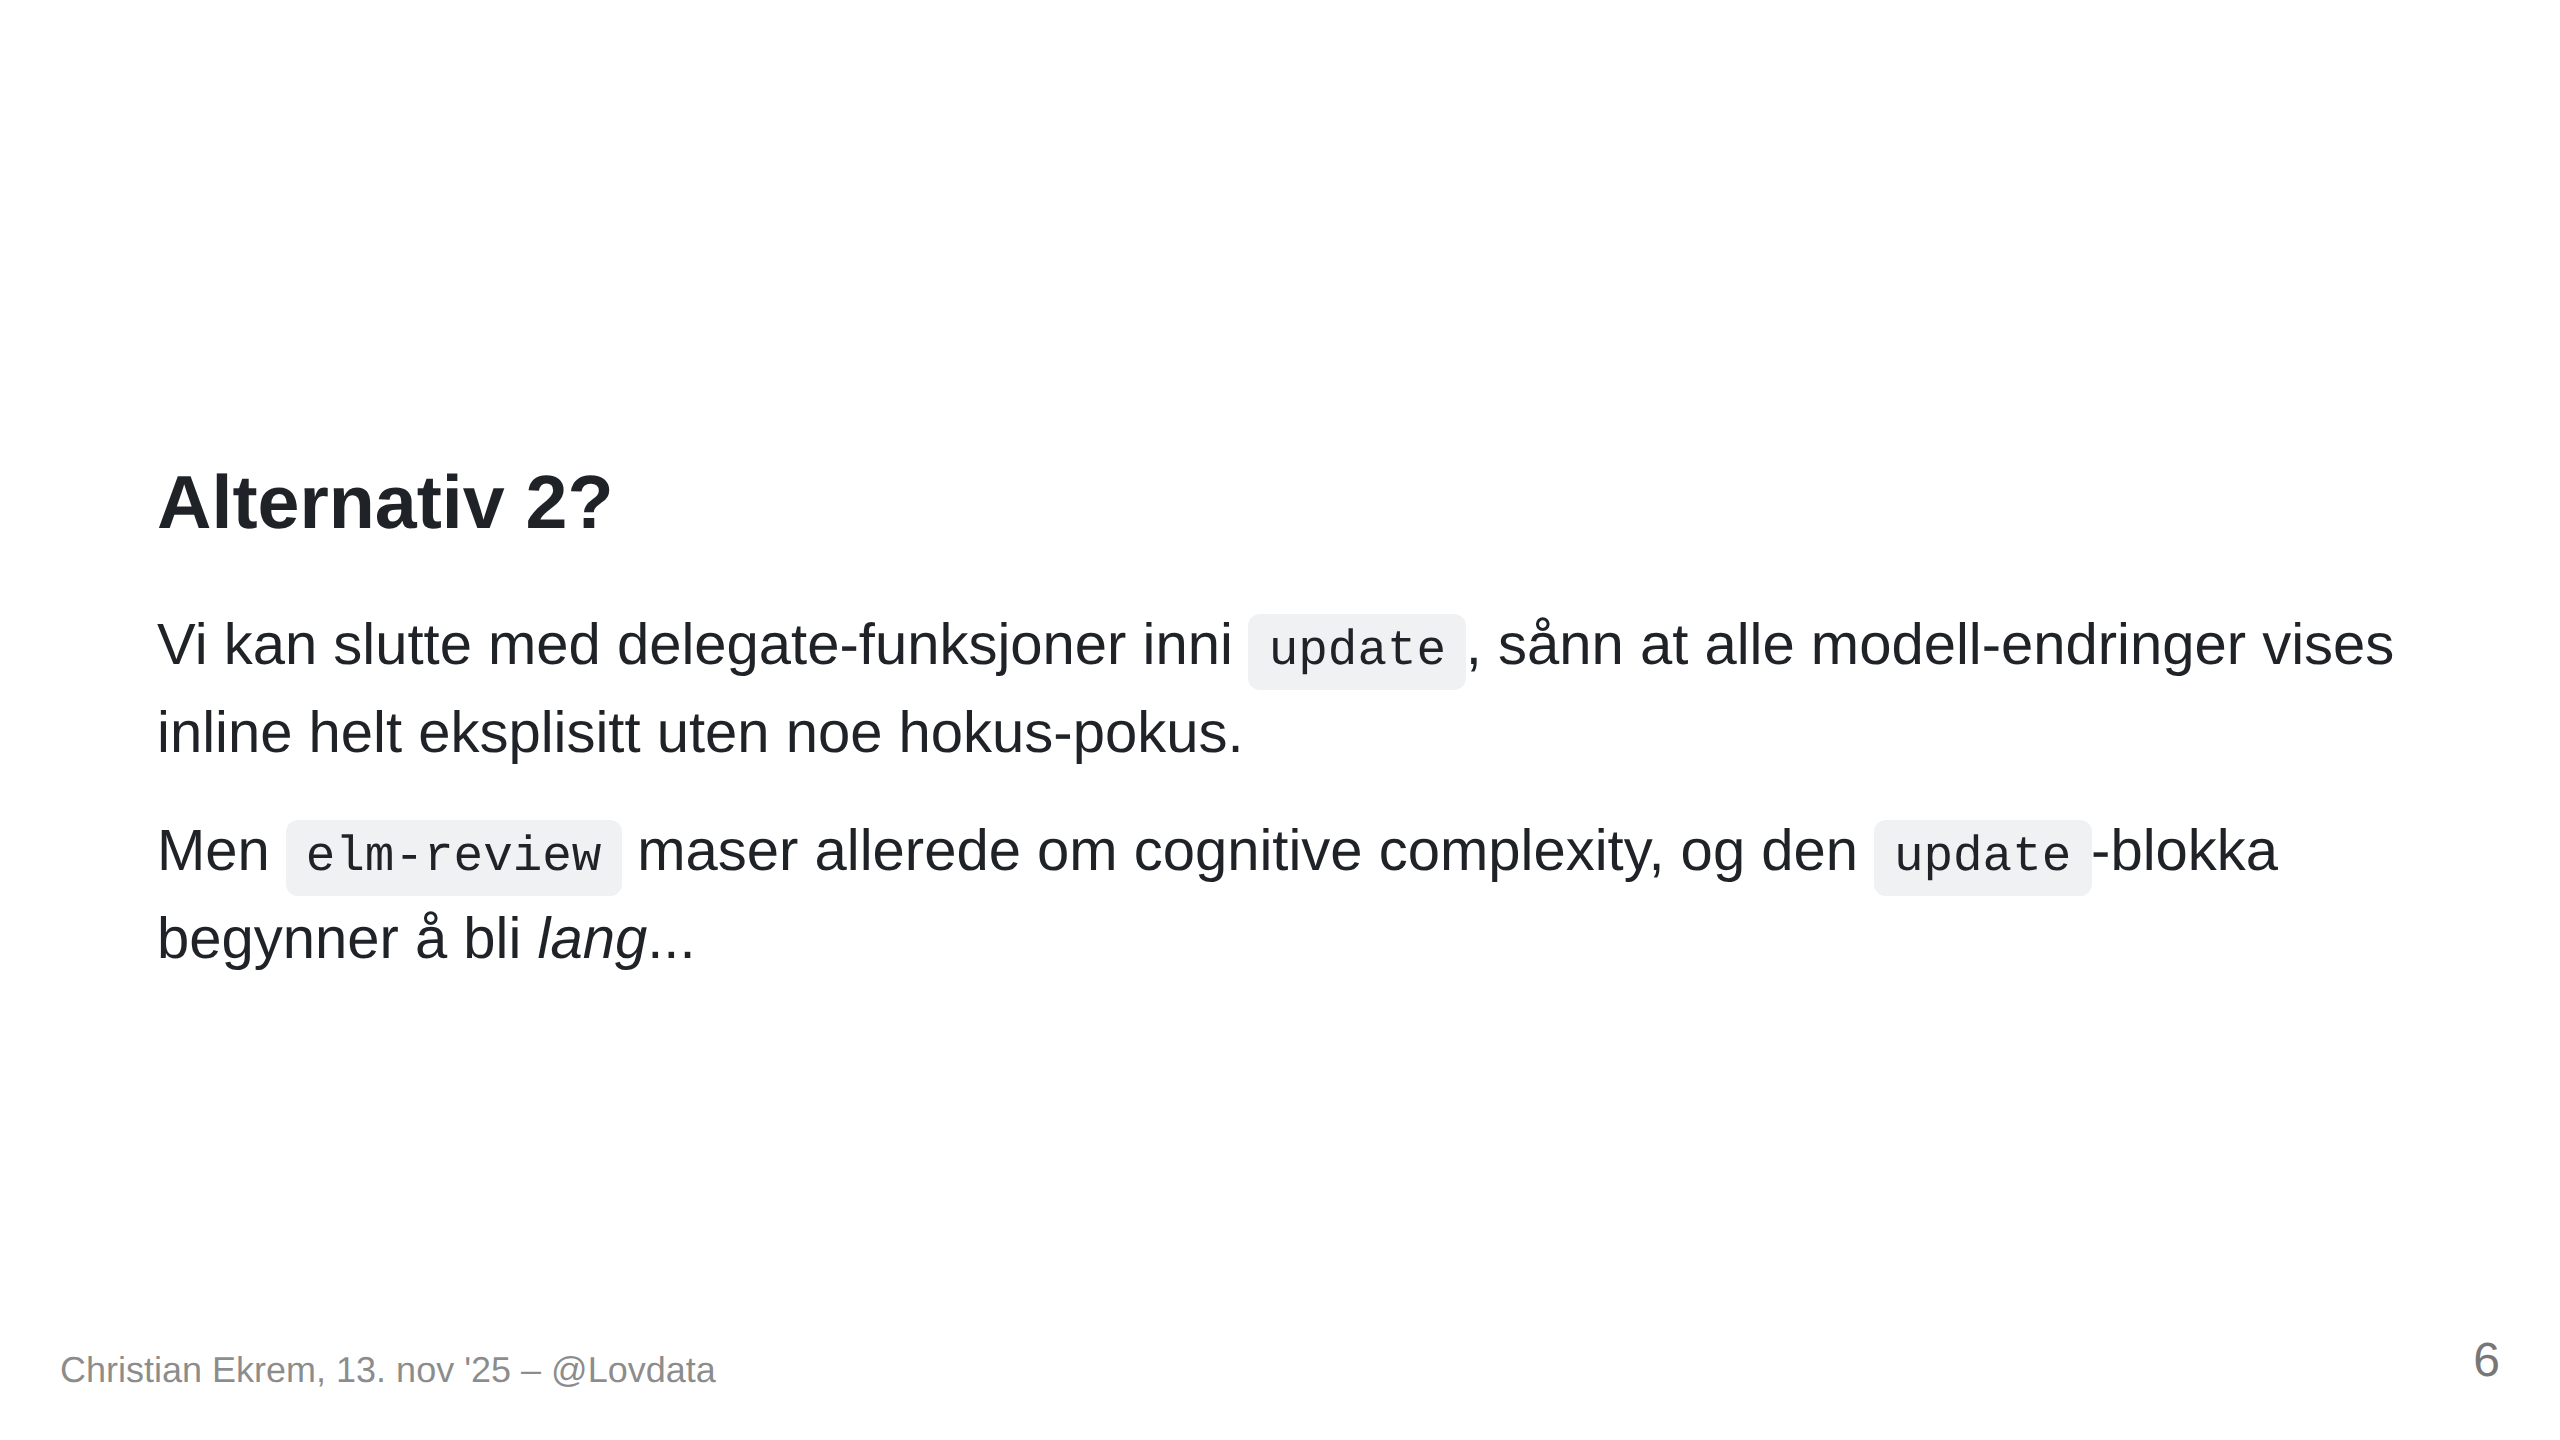 Alternativ 2?
Vi kan slutte med delegate-funksjoner inni update, sånn at alle modell-endringer vises
inline helt eksplisitt uten noe hokus-pokus.
Men elm-review maser allerede om cognitive complexity, og den update-blokka
begynner å bli lang...
Christian Ekrem, 13. nov '25 – @Lovdata
6